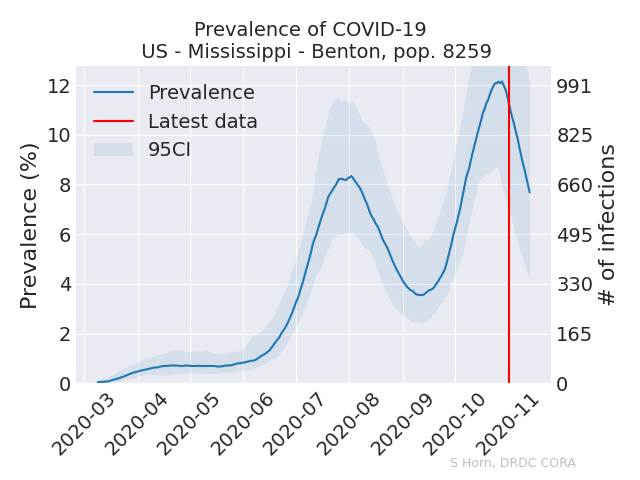 Prevalence of COVID-19
US - Mississippi - Benton, pop. 8259
Prevalence
Latest data
95CI
Prevalence (%)
12
10
8
6
4
2
0
991
825
660
495
330
165
0
# of infections
2020-03
2020-04
2020-05
2020-06
2020-07
2020-08
2020-09
2020-10
2020-11
S Horn, DRDC CORA